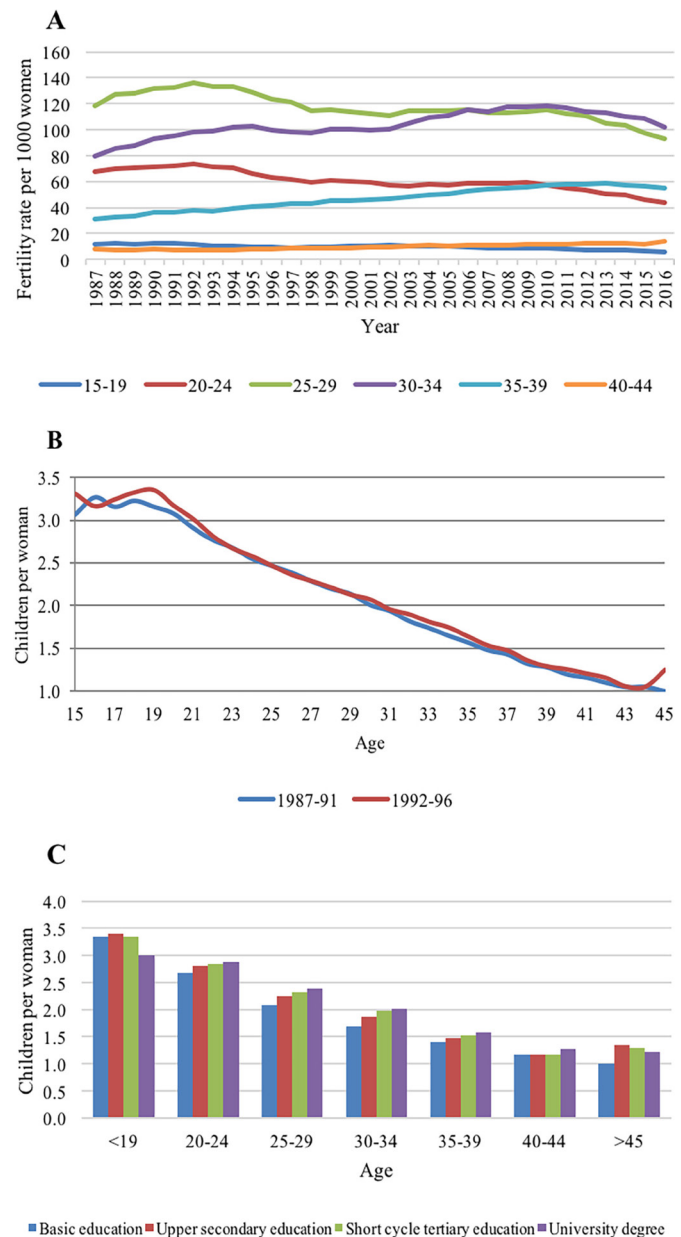 A
160
140
120
100
80
60
40
20
0
Fertility rate per 1000 women
1987 1988 1989 1990 1991 1992 1993 1994 1995 1996 1997 1998 1999 2000 2001 2002 2003 2004 2005 2006 2007 2008 2009 2010 2011 2012 2013 2014 2015 2016
Year
15-19 20-24 25-29 30-34 35-39 40-44
B
3.5
3.0
2.5
2.0
1.5
1.0
Children per woman
15 17 19 21 23 25 27 29 31 33 35 37 39 41 43 45
Age
1987-91 1992-96
C
4.0
3.5
3.0
2.5
2.0
1.5
1.0
0.5
0.0
Children per woman
<19 20-24 25-29 30-34 35-39 40-44 >45
Age
Basic education Upper secondary education Short cycle tertiary education University degree